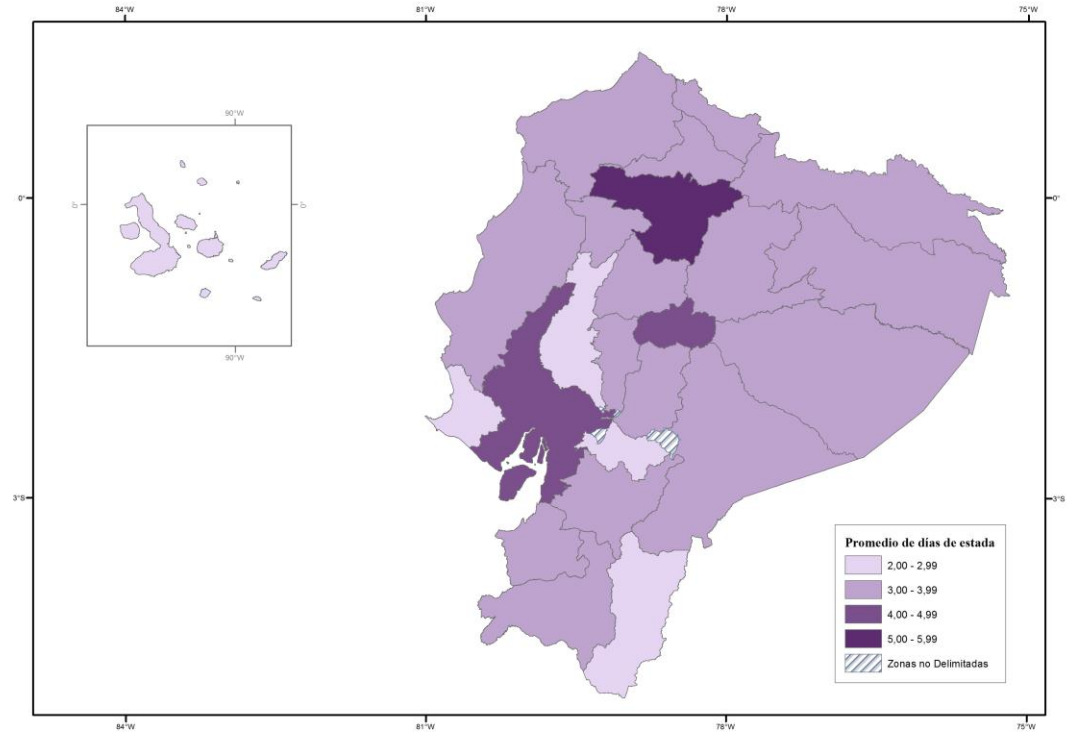 84°W
81°W
78°W
75°W
90°W
0°
0°
0°
0°
90°W
3°S
3°S
Promedio de días de estada
2,00 - 2,99
3,00 - 3,99
4,00 - 4,99
5,00 - 5,99
Zonas no Delimitadas
84°W
81°W
78°W
75°W